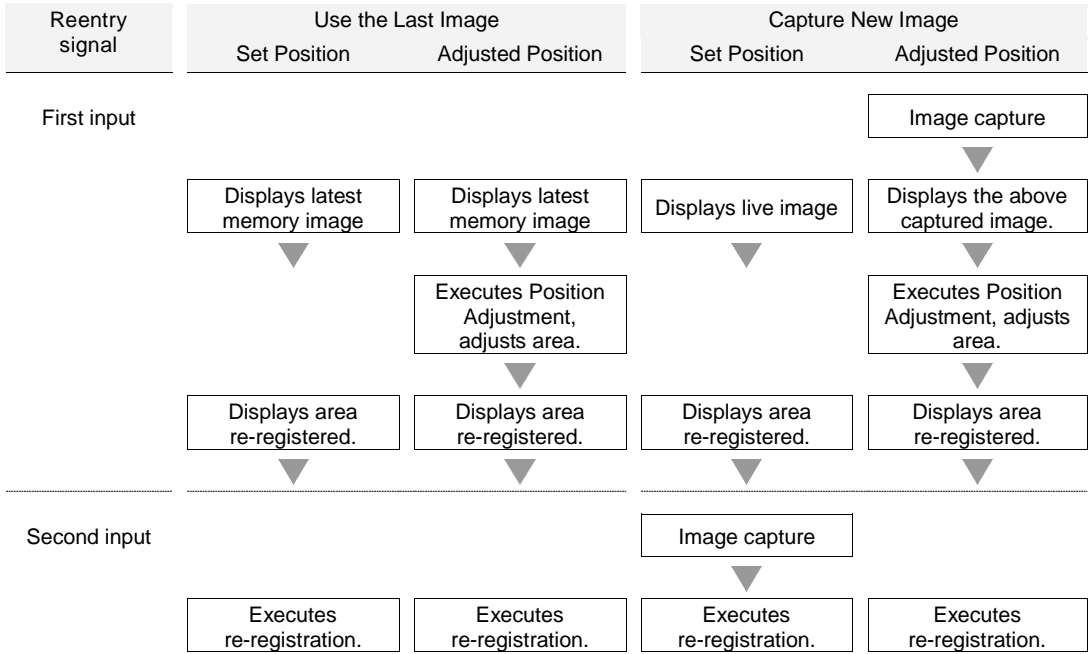 Reentry
signal
Use the Last Image
Capture New Image
Set Position
Adjusted Position
Set Position
Adjusted Position
First input
Image capture
Displays latest
memory image
Displays latest
memory image
Displays live image
Displays the above
captured image.
Executes Position
Adjustment,
adjusts area.
Executes Position
Adjustment, adjusts
area.
Displays area
re-registered.
Displays area
re-registered.
Displays area
re-registered.
Displays area
re-registered.
Second input
Image capture
Executes
re-registration.
Executes
re-registration.
Executes
re-registration.
Executes
re-registration.